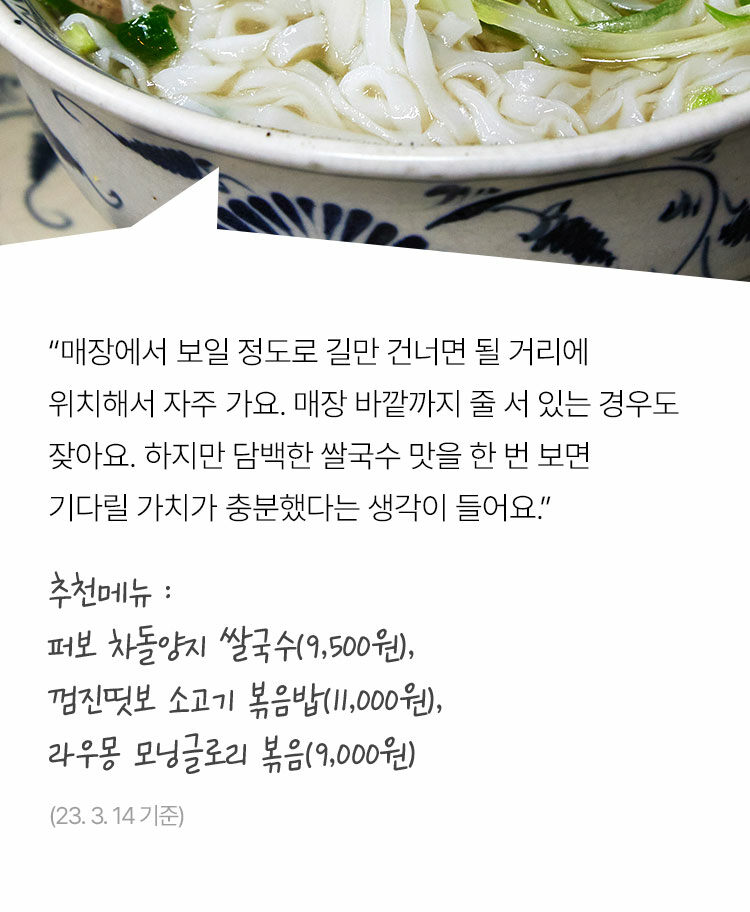 “매장에서 보일 정도로 길만 건너면 될 거리에
위치해서 자주 가요. 매장 바깥까지 줄 서 있는 경우도
잦아요. 하지만 담백한 쌀국수 맛을 한 번 보면
기다릴 가치가 충분했다는 생각이 들어요.”
추천메뉴 :
퍼보 차돌양지 쌀국수(9,500원),
껌진띳보 소고기 볶음밥(11,000원),
라우몽 모닝글로리 볶음(9,000원)
(23. 3. 14 기준)